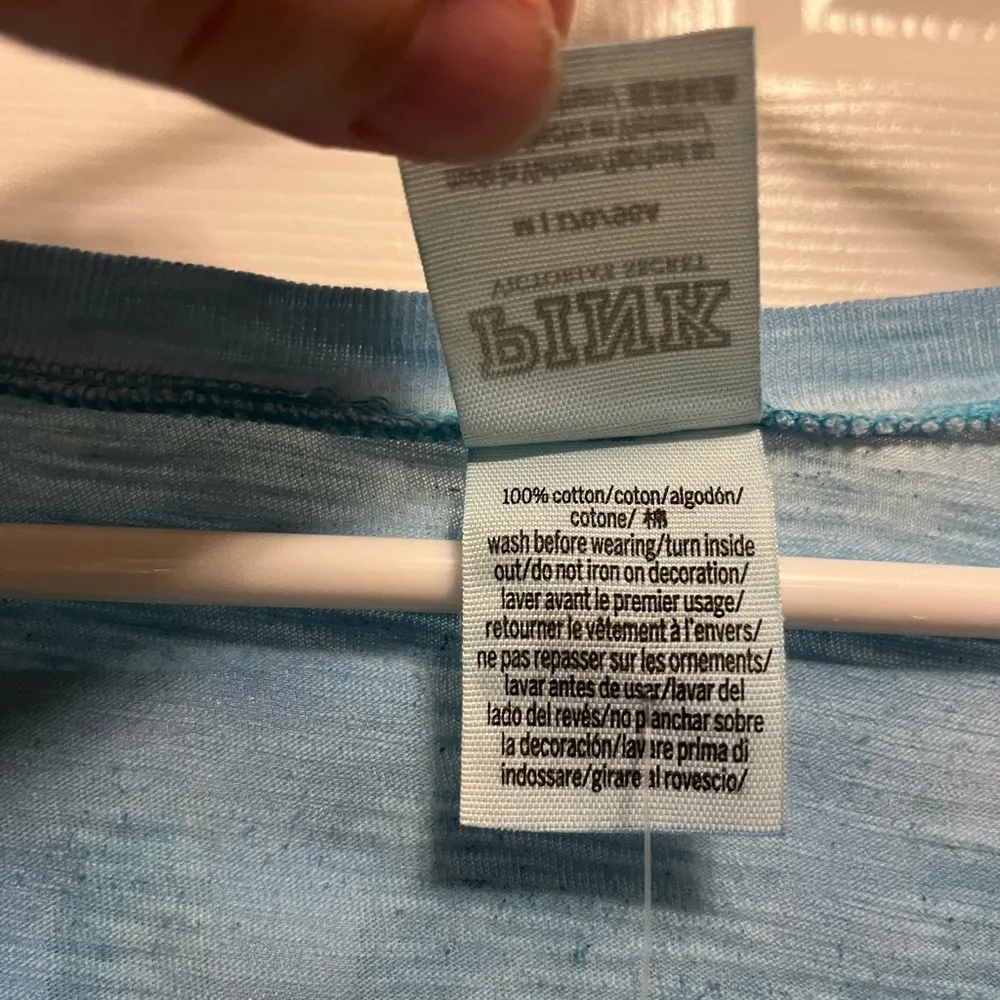 M |
VICTORIA'S SECRET
PINK
100% cotton/coton/algodón/
cotone/ 棉
wash before wearing/turn inside
out/do not iron on decoration/
laver avant le premier usage/
retourner le vêtement à l'envers/
ne pas repasser sur les ornements/
lavar antes de usar/lavar del
lado del revés/no planchar sobre
la decoración/lavare prima di
indossare/girare al rovescio/